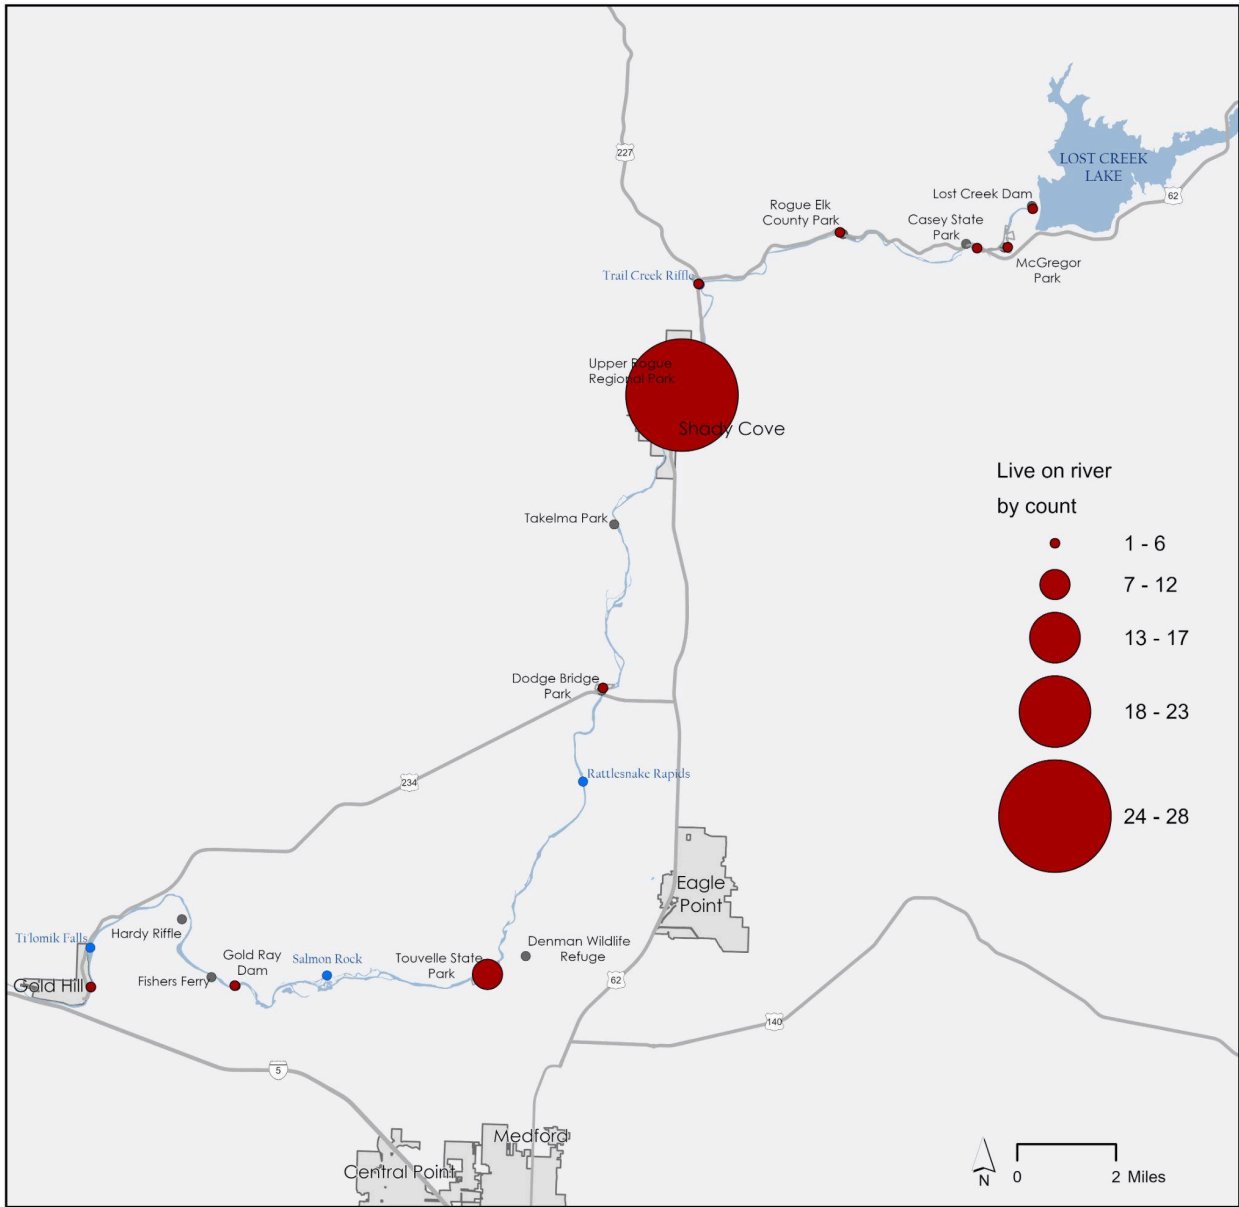 227
LOST CREEK
LAKE
62
Lost Creek Dam
Rogue Elk
County Park
Casey State
Park
McGregor
Park
Trail Creek Riffle
Upper Rogue
Regional Park
Shady Cove
Live on river
by count
1 - 6
7 - 12
13 - 17
18 - 23
24 - 28
Takelma Park
Dodge Bridge
Park
234
Rattlesnake Rapids
Eagle
Point
Ti'lomik Falls
Hardy Riffle
Gold Ray
Dam
Salmon Rock
Touvelle State
Park
Denman Wildlife
Refuge
Fishers Ferry
Gold Hill
62
140
5
Medford
Central Point
N
0
2 Miles